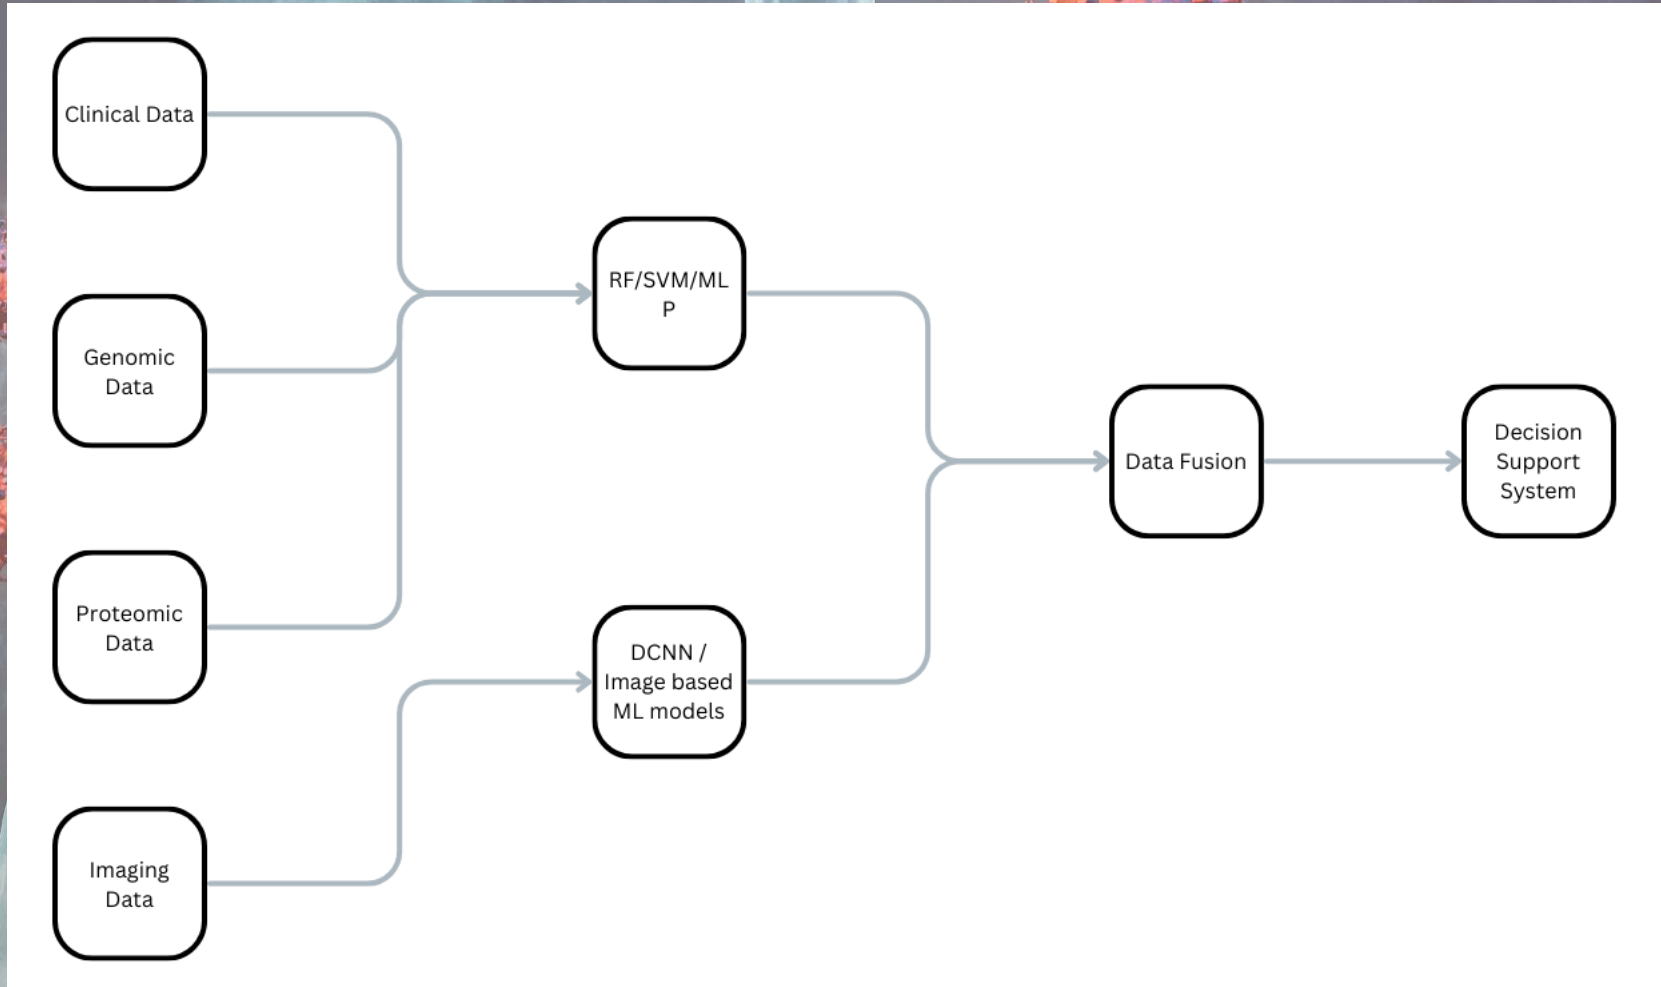 Clinical Data
Genomic
Data
Proteomic
Data
Imaging
Data
RF/SVM/ML
P
DCNN /
Image based
ML models
Data Fusion
Decision
Support
System